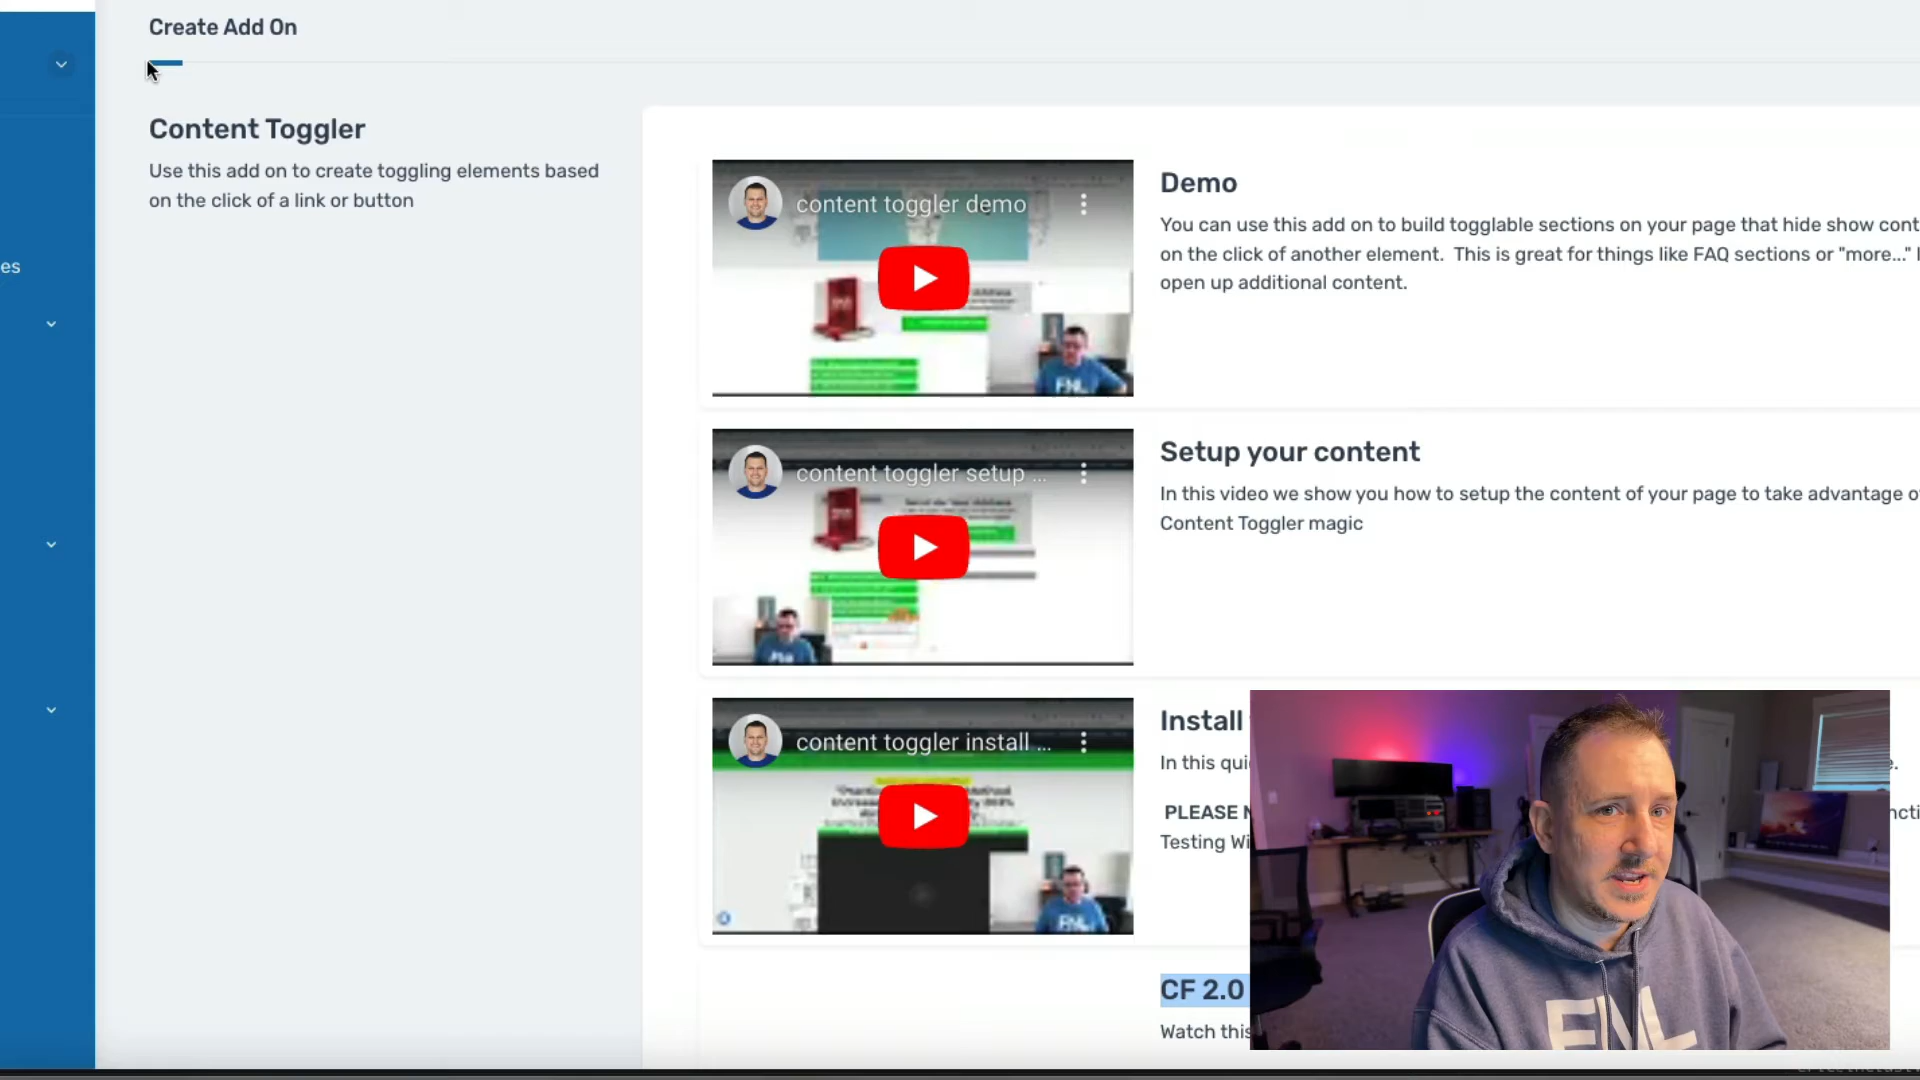 Create Add On
Content Toggler
Use this add on to create toggling elements based
on the click of a link or button
es
content toggler demo
Demo
You can use this add on to build togglable sections on your page that hide show cont
on the click of another element. This is great for things like FAQ sections or "more..." l
open up additional content.
content toggler setup ...
Setup your content
In this video we show you how to setup the content of your page to take advantage o
Content Toggler magic
content toggler install ...
Install
In this qui
e.
PLEASE N
ncti
Testing Wi
CF 2.0
Watch this
FNL
FNL